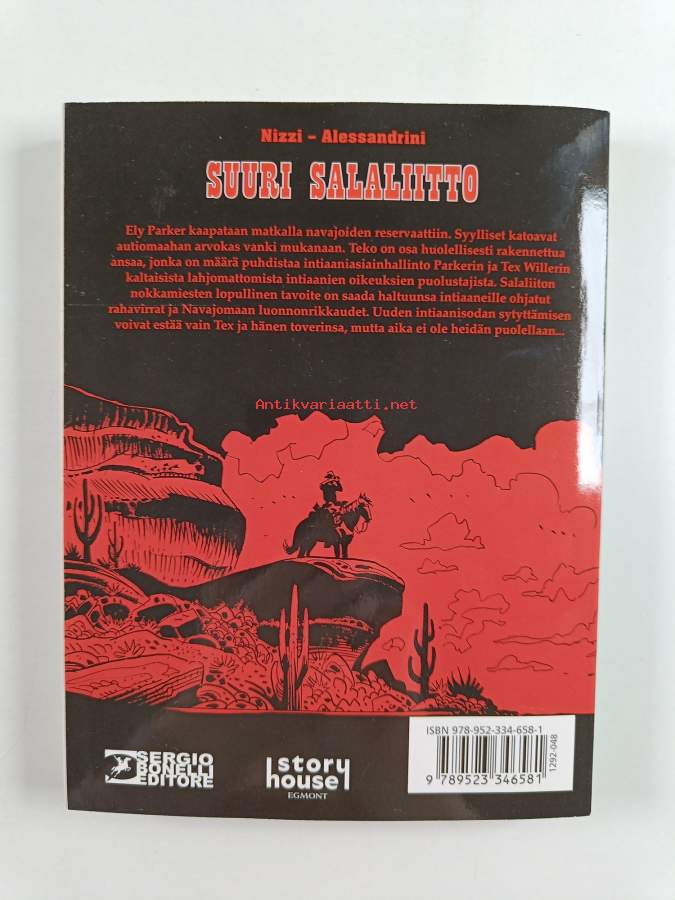 Nizzi – Alessandrini
SUURI SALALIITTO
Ely Parker kaapataan matkalla navajoiden reservaattiin. Syylliset katoavat
autiomaahan arvokas vanki mukanaan. Teko on osa huolellisesti rakennettua
ansaa, jonka on määrä puhdistaa intiaaniasiainhallinto Parkerin ja Tex Willerin
kaltaisista lahjomattomista intiaanien oikeuksien puolustajista. Salaliiton
nokkamiesten lopullinen tavoite on saada haltuunsa intiaaneille ohjatut
rahavirrat ja Navajomaan luonnonrikkaudet. Uuden intiaanisodan sytyttämisen
voivat estää vain Tex ja hänen toverinsa, mutta aika ei ole heidän puolellaan...
Antikvariaatti.net
SERGIO
BONELLI
EDITORE
story
house
EGMONT
ISBN 978-952-334-658-1
9 789523 346581
1292-048